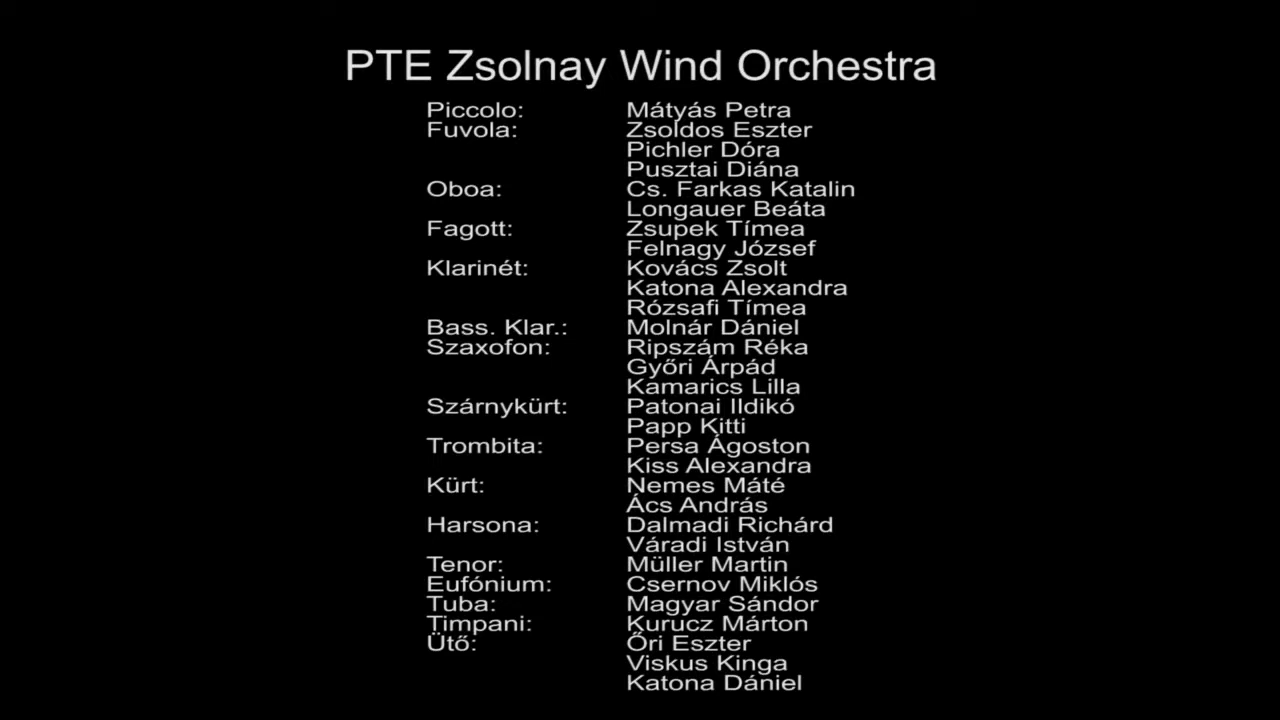 PTE Zsolnay Wind Orchestra
Piccolo: Mátyás Petra
Fuvola: Zsoldos Eszter
Pichler Dóra
Pusztai Diána
Oboa: Cs. Farkas Katalin
Longauer Beáta
Fagott: Zsupek Tímea
Felnagy József
Klarinét: Kovács Zsolt
Katona Alexandra
Rózsafi Tímea
Bass. Klar.: Molnár Dániel
Szaxofon: Ripszám Réka
Győri Árpád
Kamarics Lilla
Szárnykürt: Patonai Ildikó
Papp Kitti
Trombita: Persa Ágoston
Kiss Alexandra
Kürt: Nemes Máté
Ács András
Harsona: Dalmadi Richárd
Váradi István
Tenor: Müller Martin
Eufónium: Csernov Miklós
Tuba: Magyar Sándor
Timpani: Kurucz Márton
Ütő: Őri Eszter
Viskus Kinga
Katona Dániel